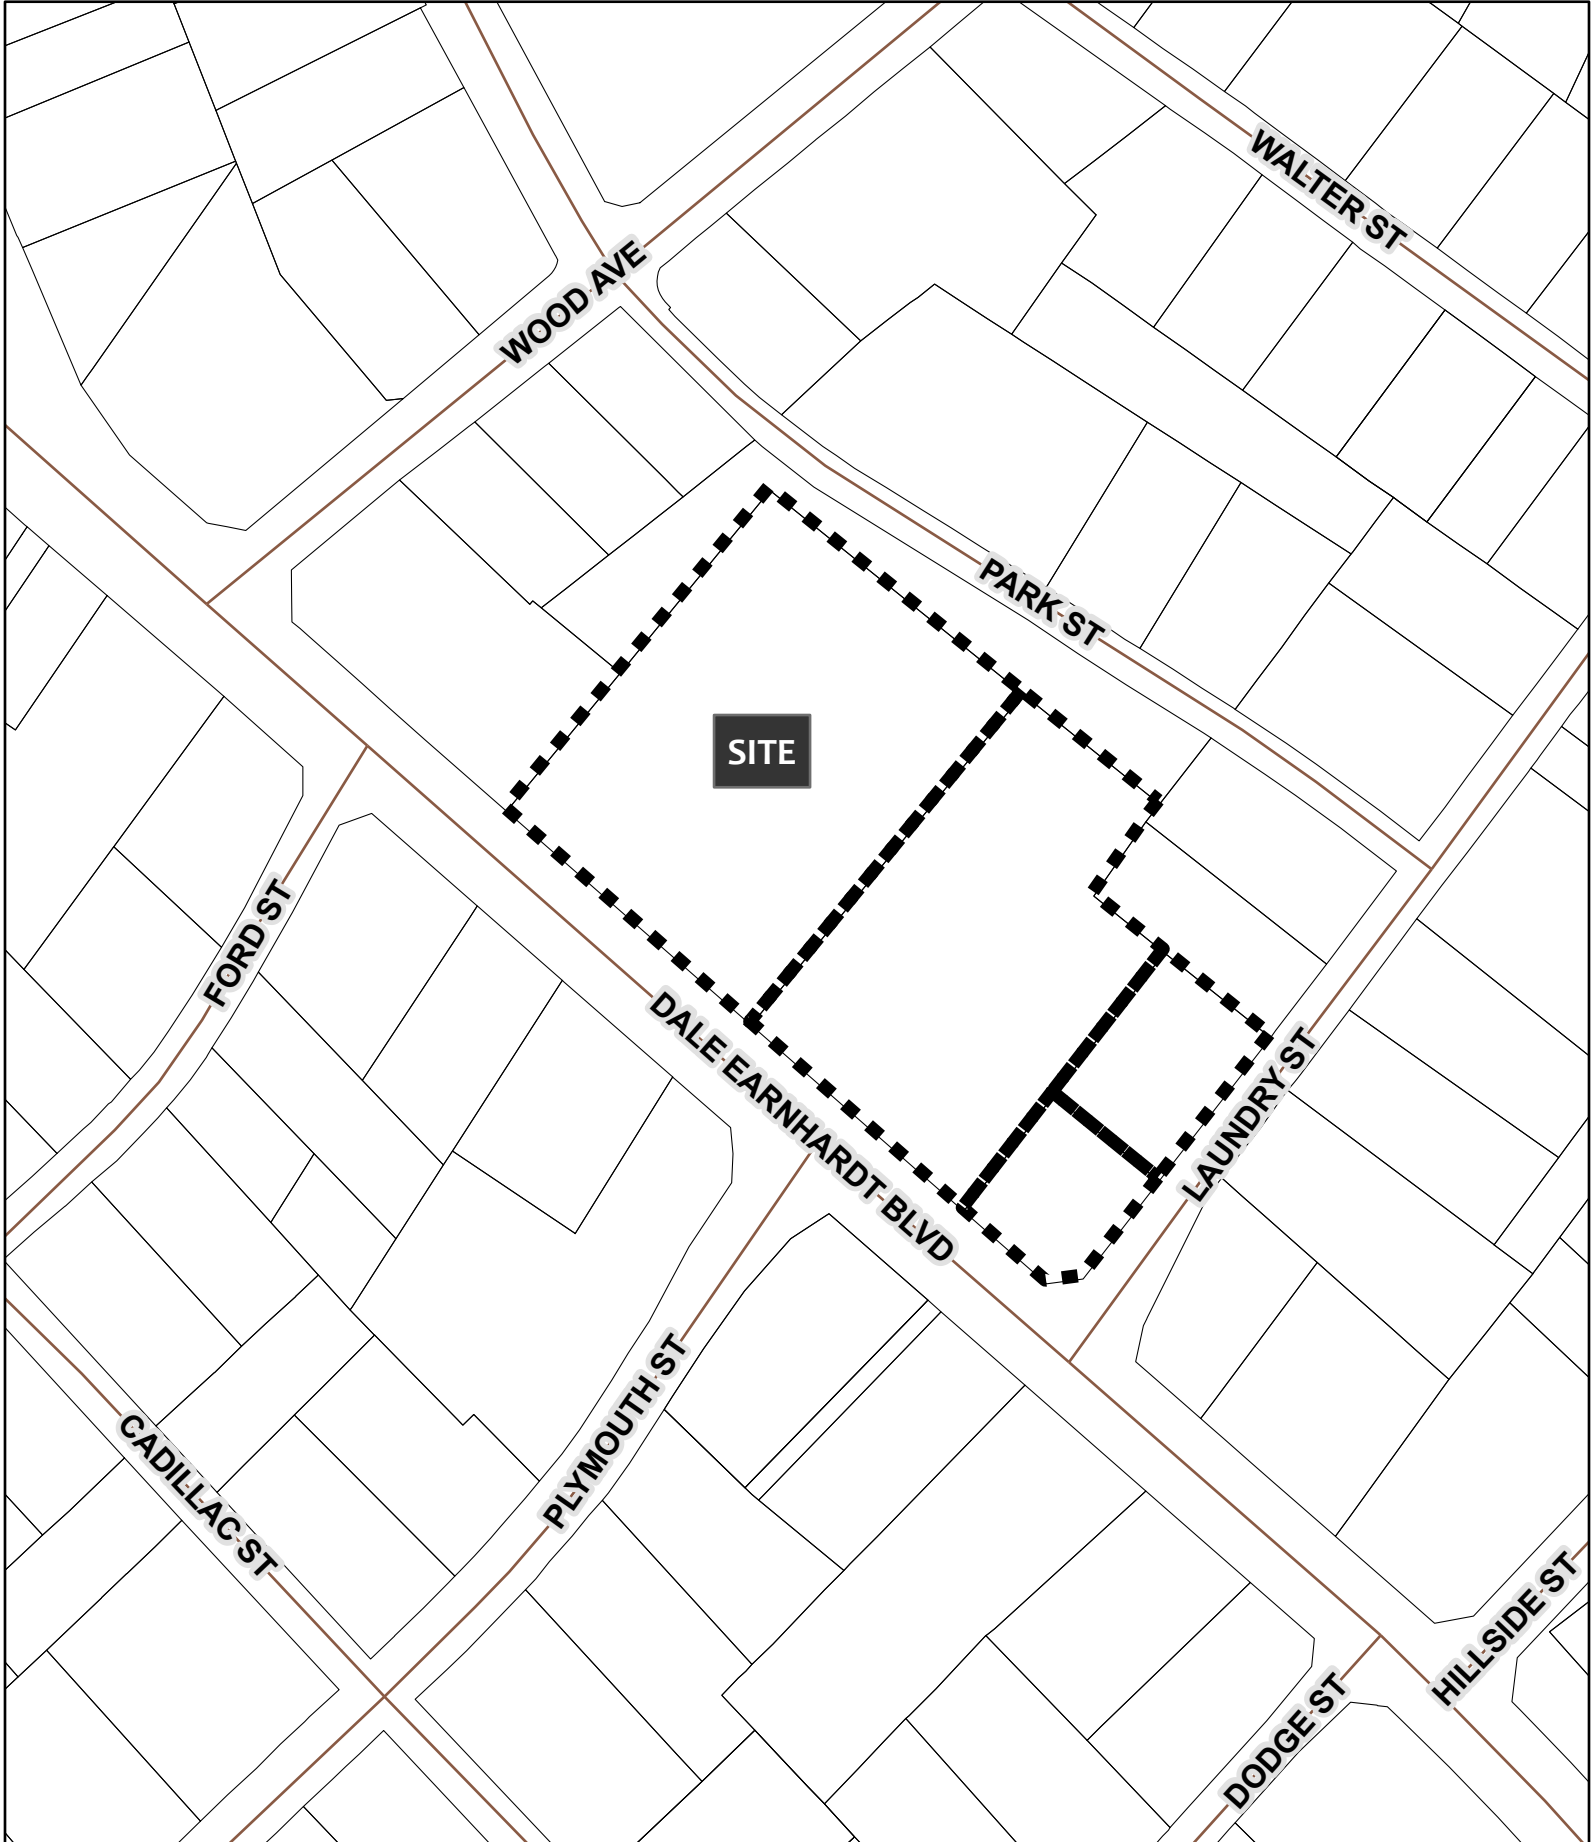 WALTER ST
WOOD AVE
PARK ST
SITE
FORD ST
DALE EARNHARDT BLVD
LAUNDRY ST
PLYMOUTH ST
CADILLAC ST
HILLSIDE ST
DODGE ST